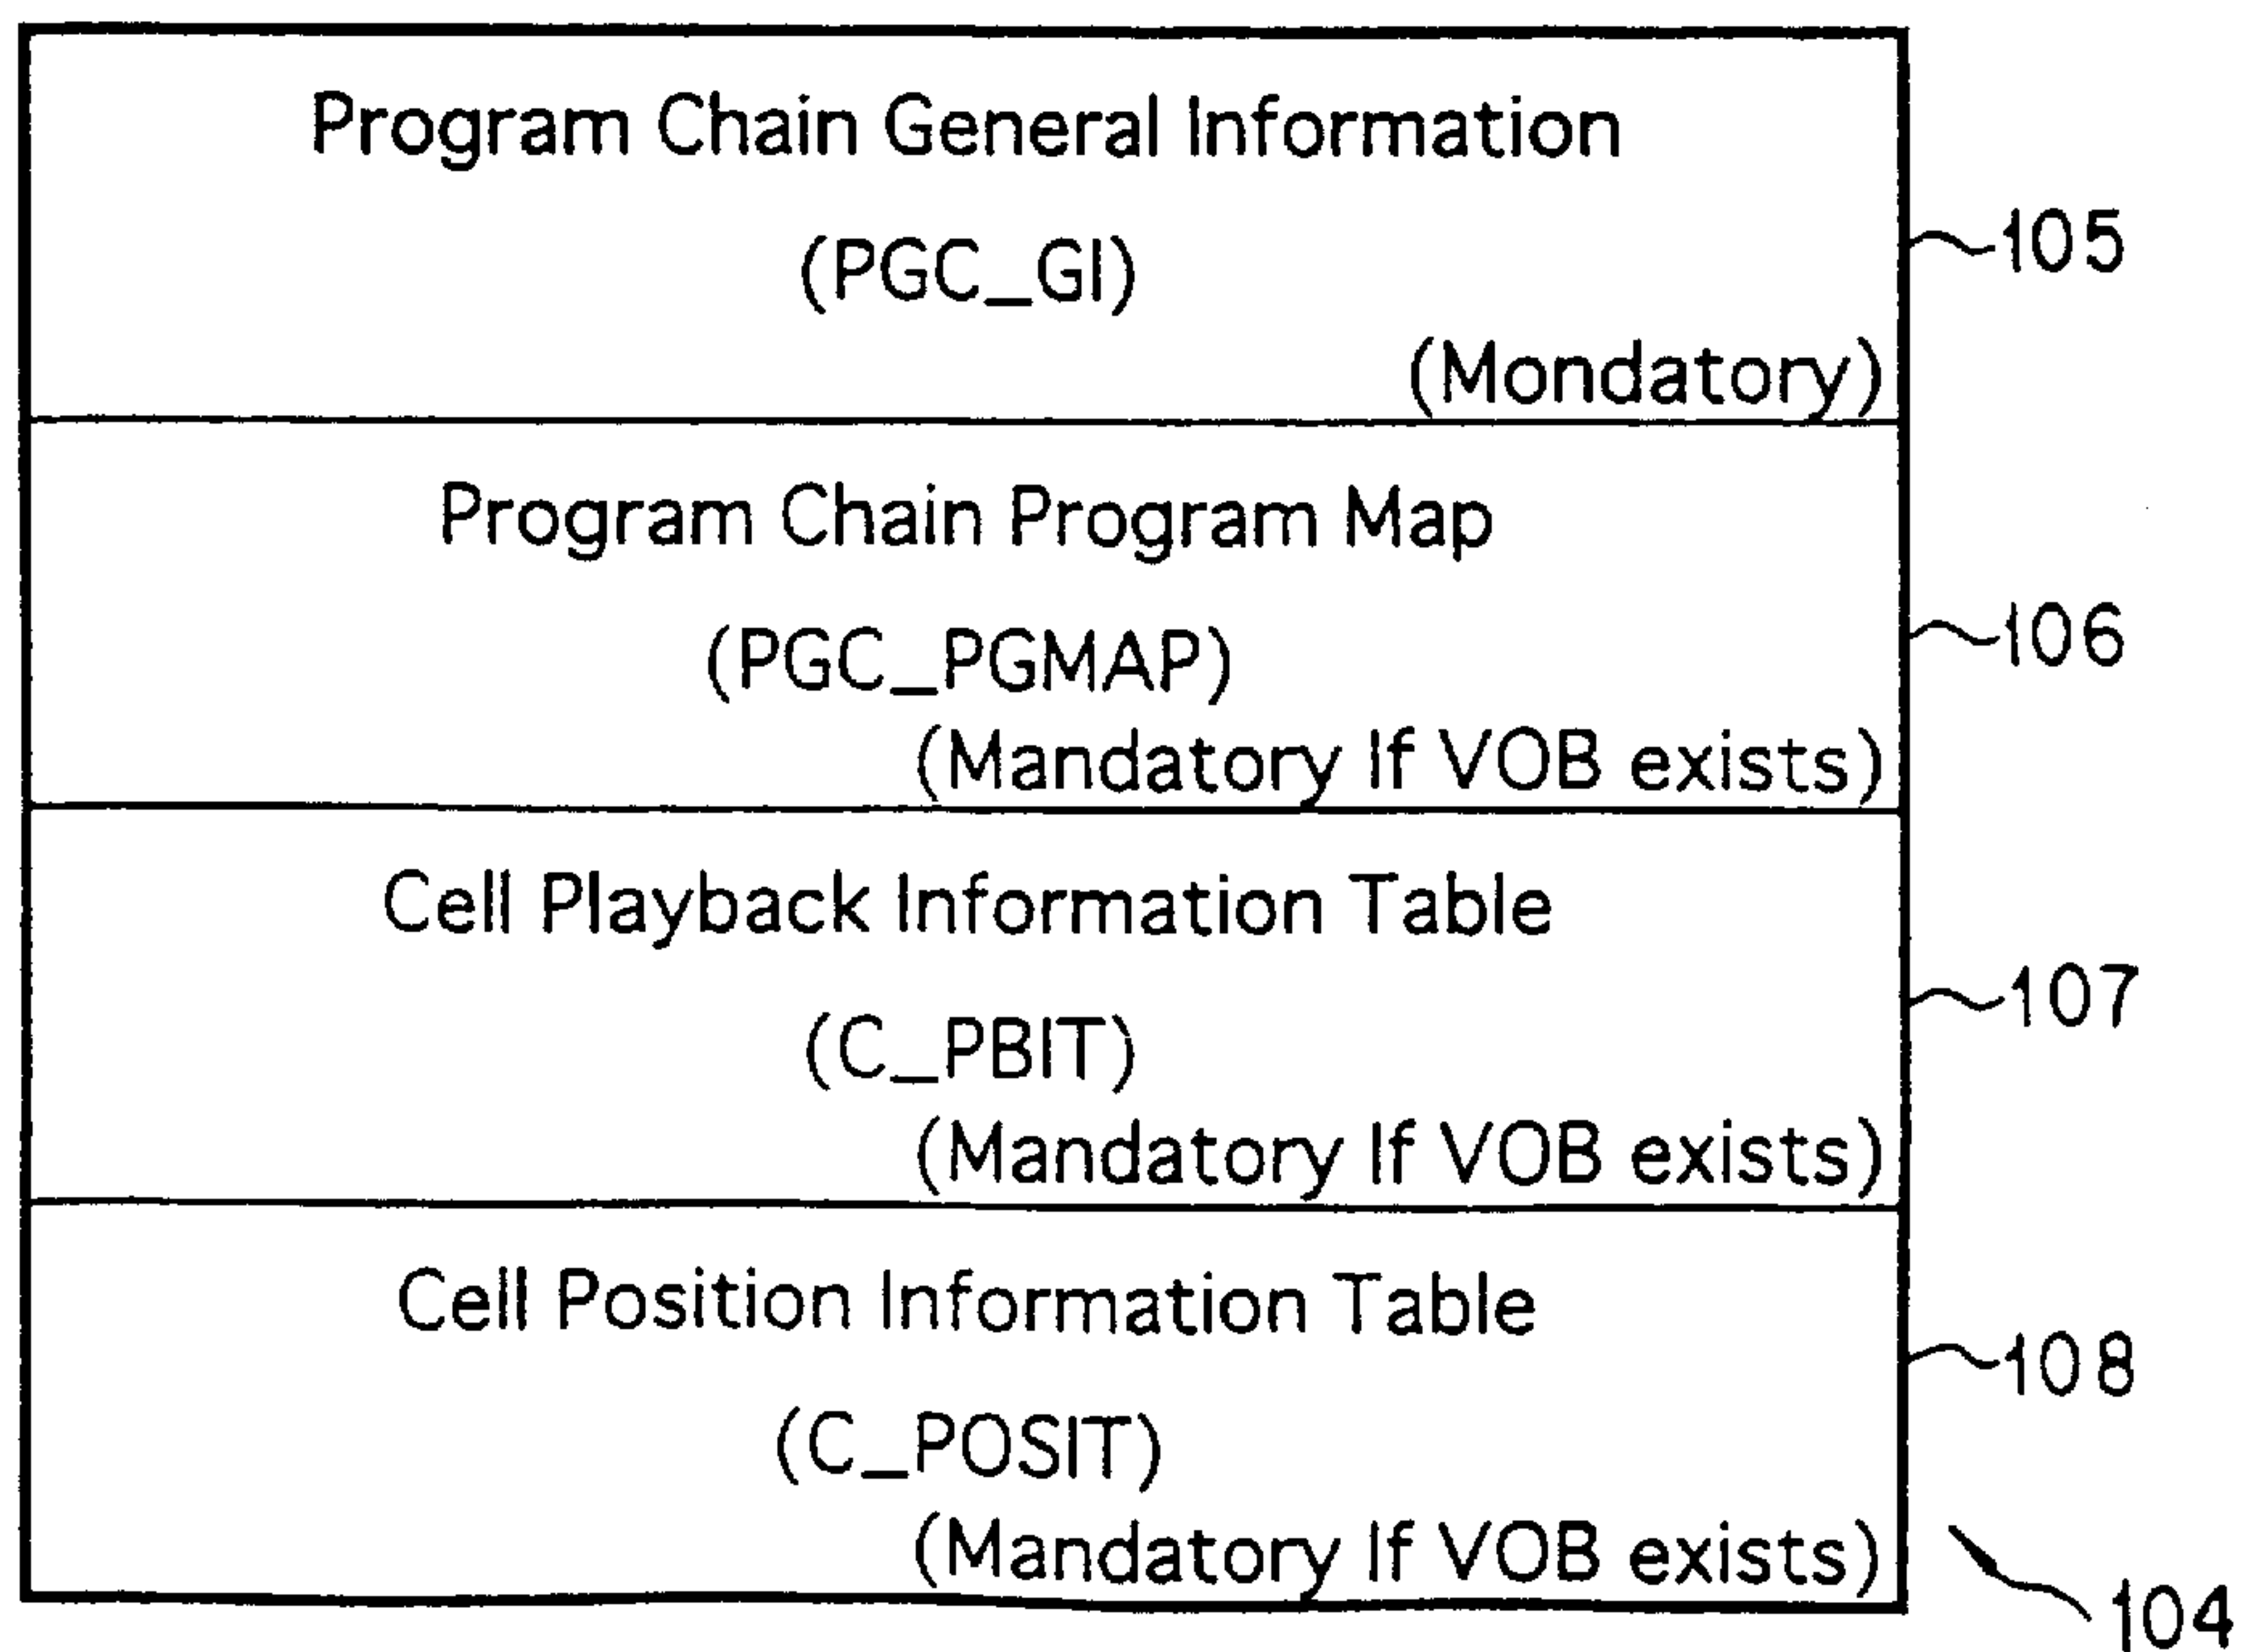 Program Chain General Information
(PGC_GI)
105
(Mondatory)
Program Chain Program Map
106
(PGC_PGMAP)
(Mandatory If VOB exists)
Cell Playback Information Table
107
(C_PBIT)
(Mandatory If VOB exists)
Cell Position Information Table
108
(C_POSIT)
(Mandatory If VOB exists)
104